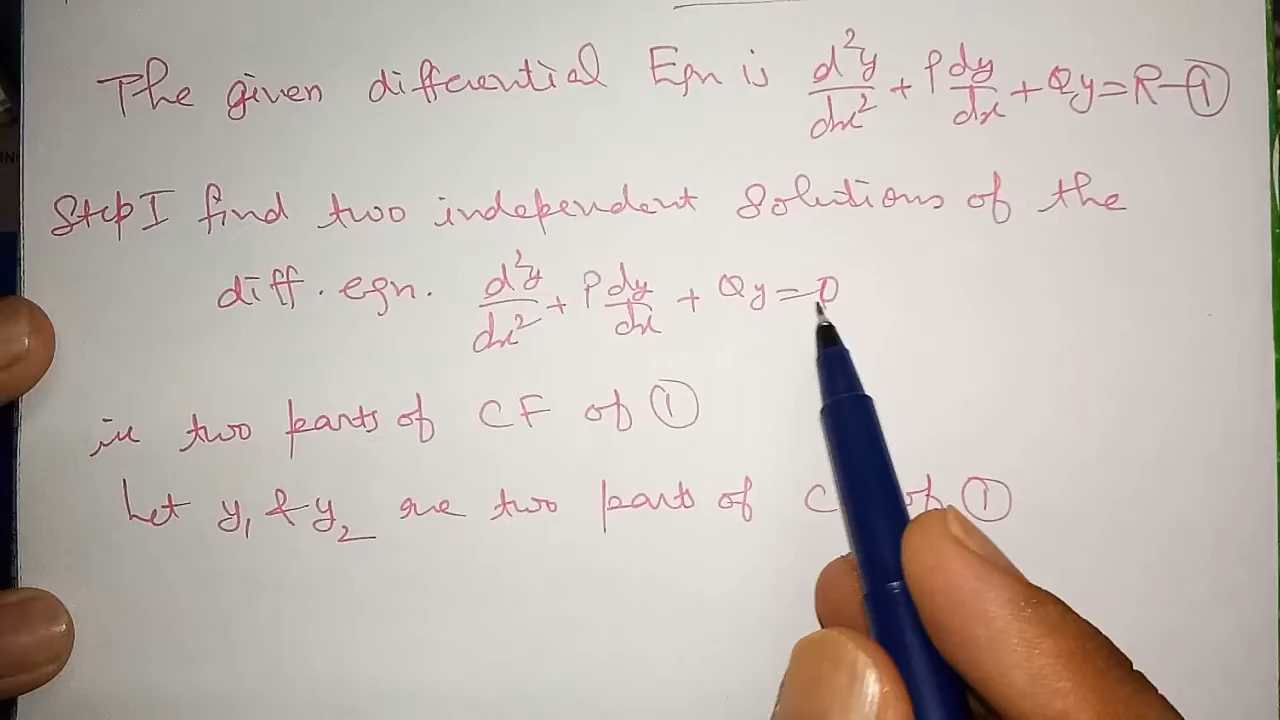 The given differential Eqn is d²y/dx² + P dy/dx + Qy = R - ①
Step I find two independent solutions of the
diff. eqn. d²y/dx² + P dy/dx + Qy = 0
in two parts of CF of ①
Let y₁ & y₂ are two parts of C of ①